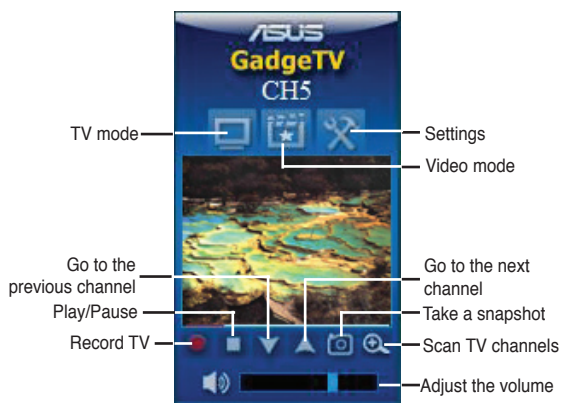 ASUS
GadgeTV
CH5
TV mode
Settings
Video mode
Go to the
previous channel
Go to the next
channel
Play/Pause
Take a snapshot
Record TV
Scan TV channels
Adjust the volume